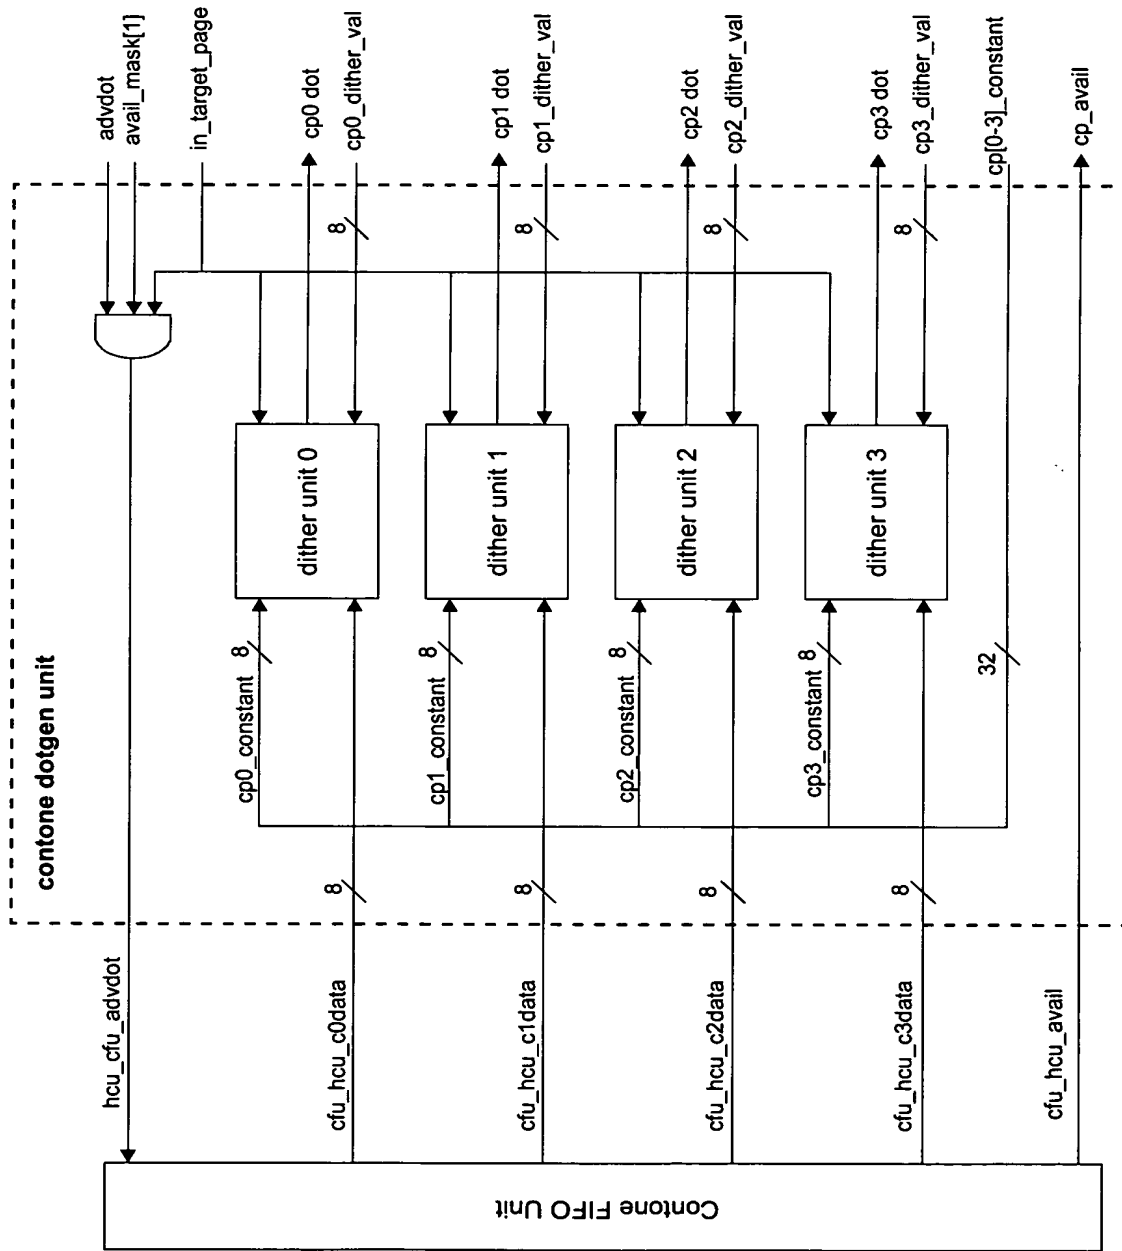 contone dotgen unit
advdot
avail_mask[1]
in_target_page
cp0 dot
cp0_dither_val
cp1 dot
cp1_dither_val
cp2 dot
cp2_dither_val
cp3 dot
cp3_dither_val
cp[0-3]_constant
cp_avail
8
8
8
8
dither unit 0
dither unit 1
dither unit 2
dither unit 3
8
8
8
8
32
cp0_constant
cp1_constant
cp2_constant
cp3_constant
8
8
8
8
hcu_cfu_advdot
cfu_hcu_c0data
cfu_hcu_c1data
cfu_hcu_c2data
cfu_hcu_c3data
cfu_hcu_avail
Contone FIFO Unit